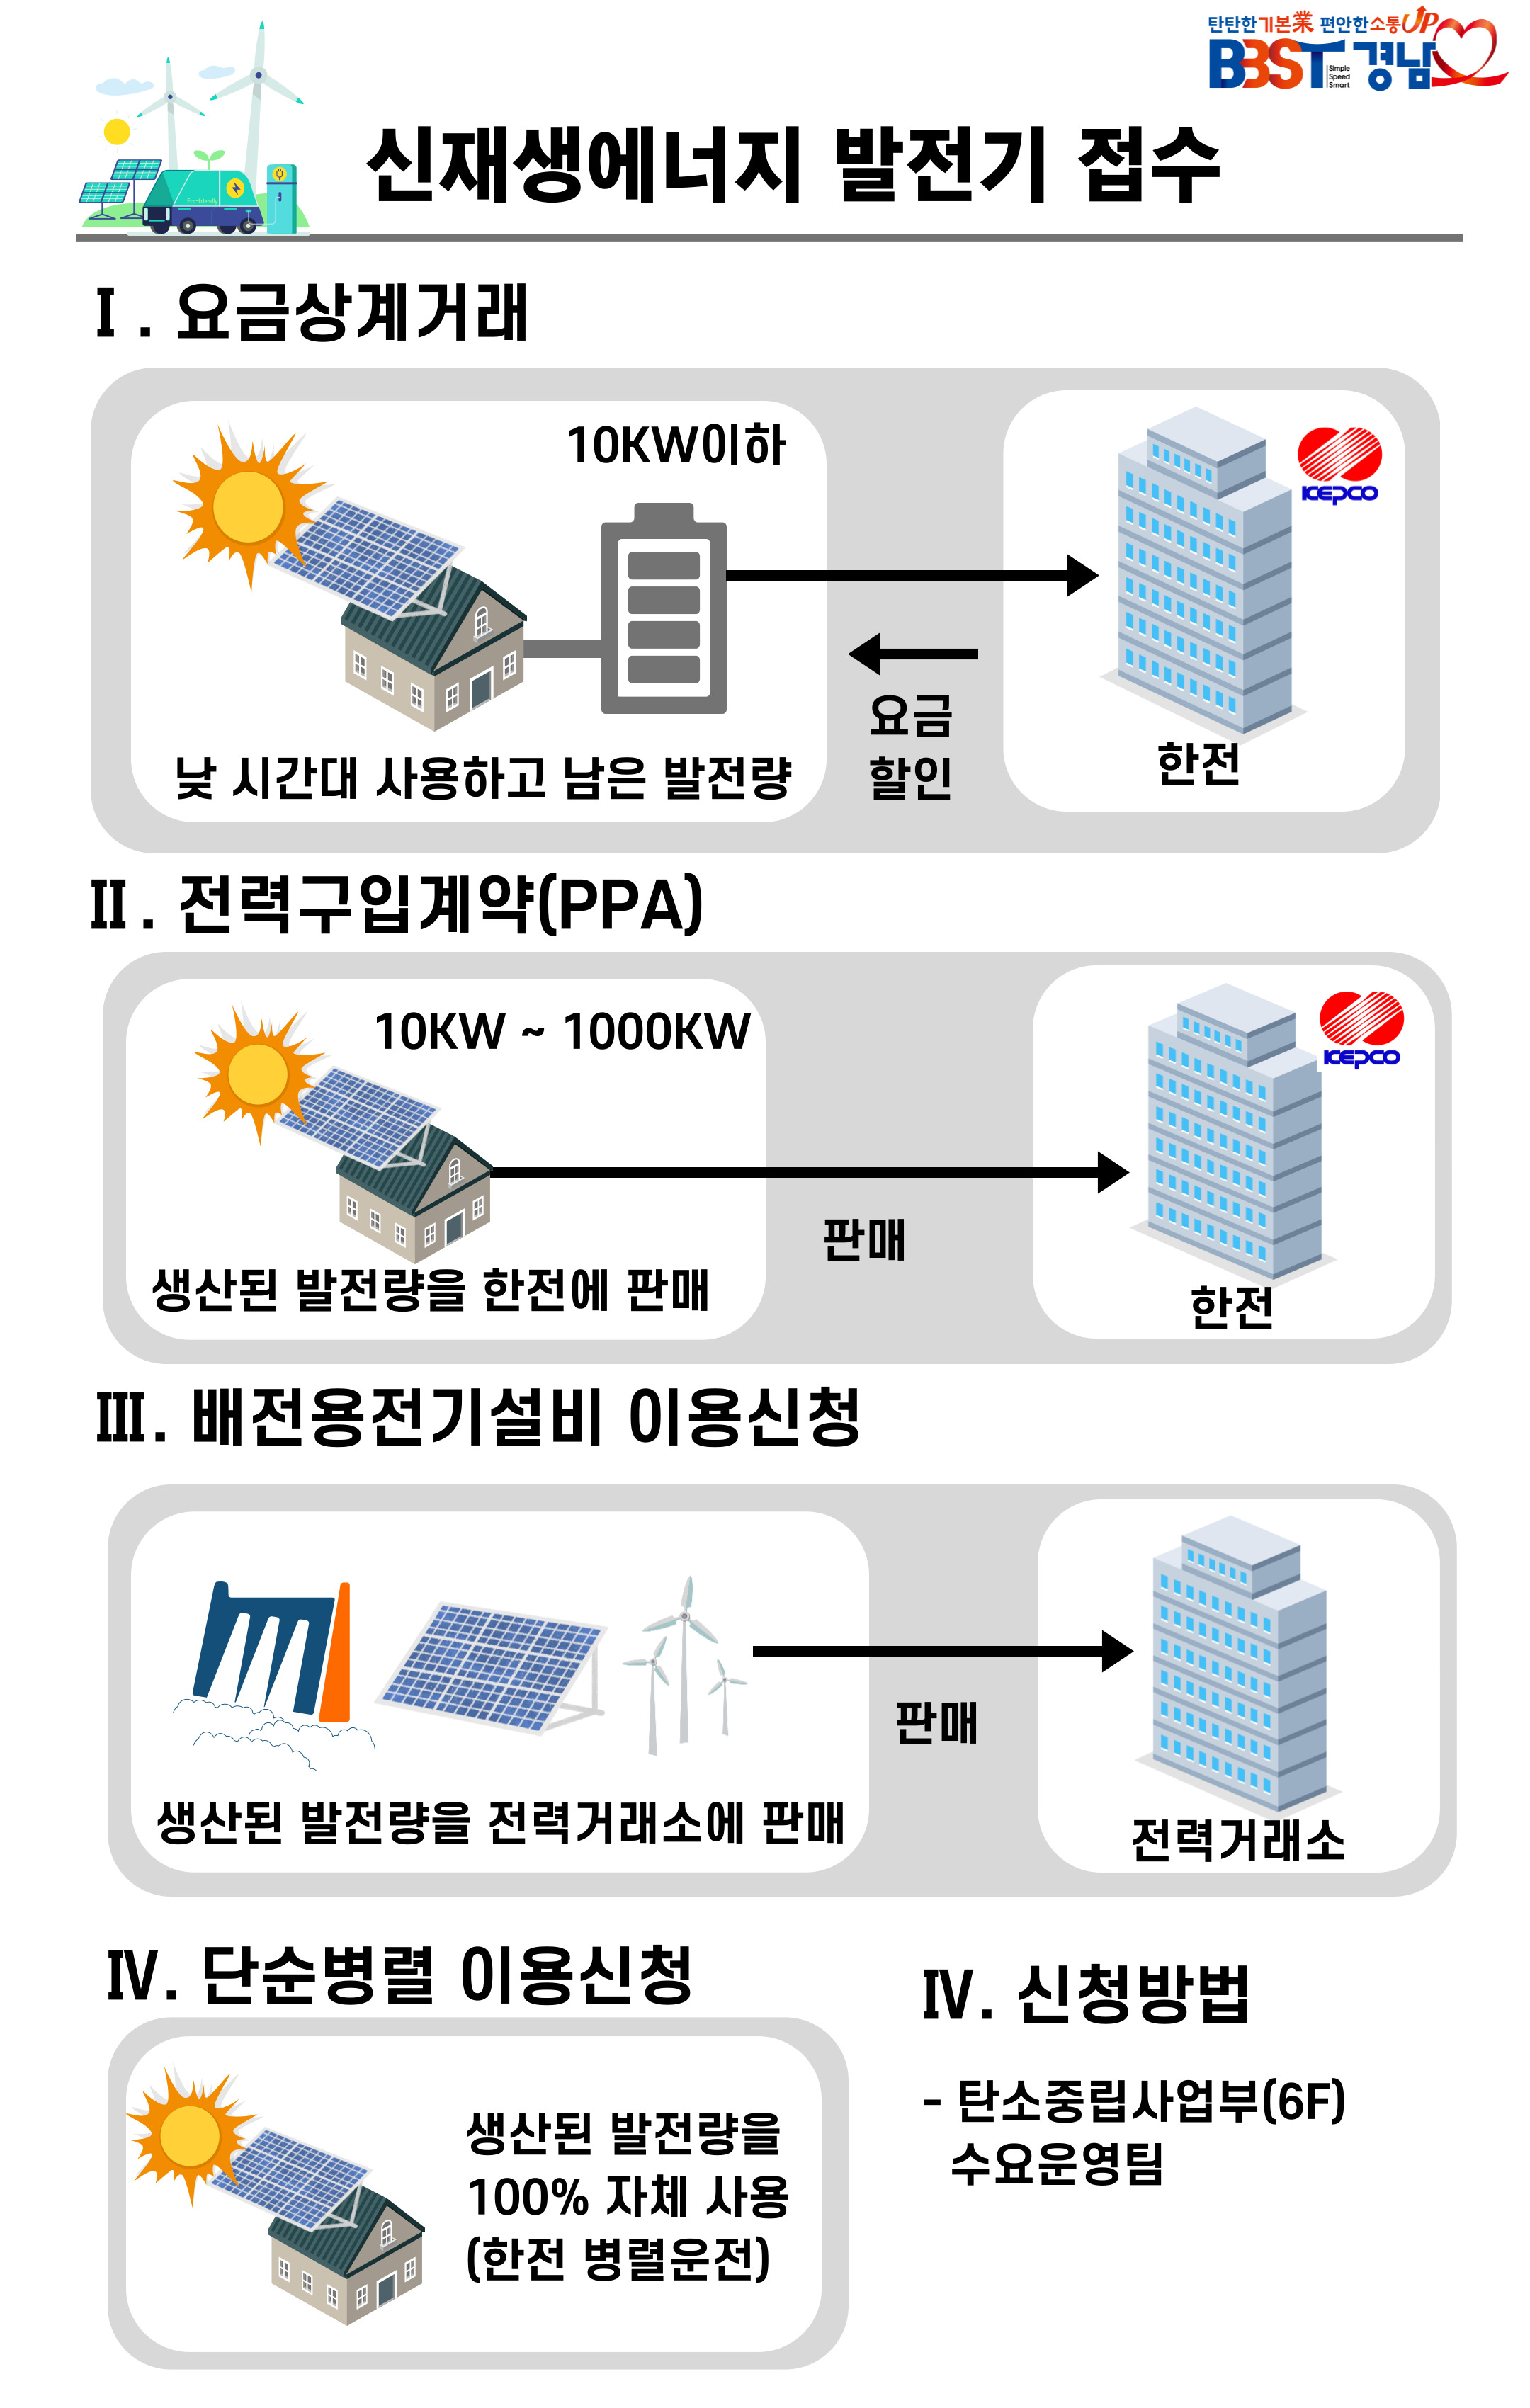 탄탄한기본業 편안한소통UP
BBST 경남
Simple
Speed
Smart
Eco-friendly
신재생에너지 발전기 접수
Ⅰ. 요금상계거래
10KW이하
KEPCO
요금
할인
낮 시간대 사용하고 남은 발전량
한전
Ⅱ. 전력구입계약(PPA)
10KW ~ 1000KW
KEPCO
판매
생산된 발전량을 한전에 판매
한전
Ⅲ. 배전용전기설비 이용신청
판매
생산된 발전량을 전력거래소에 판매
전력거래소
Ⅳ. 단순병렬 이용신청
생산된 발전량을
100% 자체 사용
(한전 병렬운전)
Ⅳ. 신청방법
- 탄소중립사업부(6F)
수요운영팀